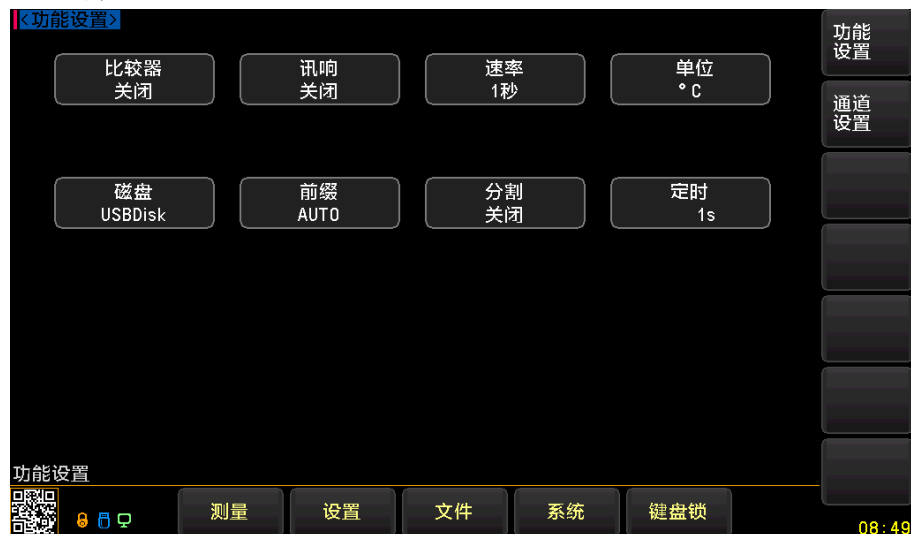 <功能设置>
功能
设置
比较器
关闭
讯响
关闭
速率
1秒
单位
°C
通道
设置
磁盘
USBDisk
前缀
AUTO
分割
关闭
定时
1s
功能设置
测量
设置
文件
系统
键盘锁
08:49